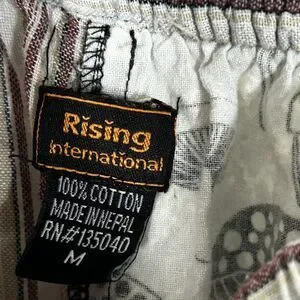 Rising
International
100% COTTON
MADE IN NEPAL
RN#135040
M